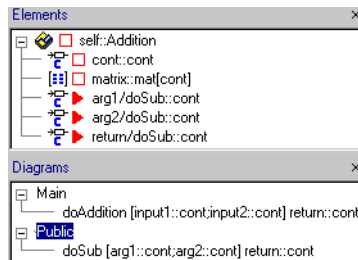 Elements
self::Addition
cont::cont
matrix::mat[cont]
arg1/doSub::cont
arg2/doSub::cont
return/doSub::cont
Diagrams
Main
doAddition [input1::cont;input2::cont] return::cont
Public
doSub [arg1::cont;arg2::cont] return::cont